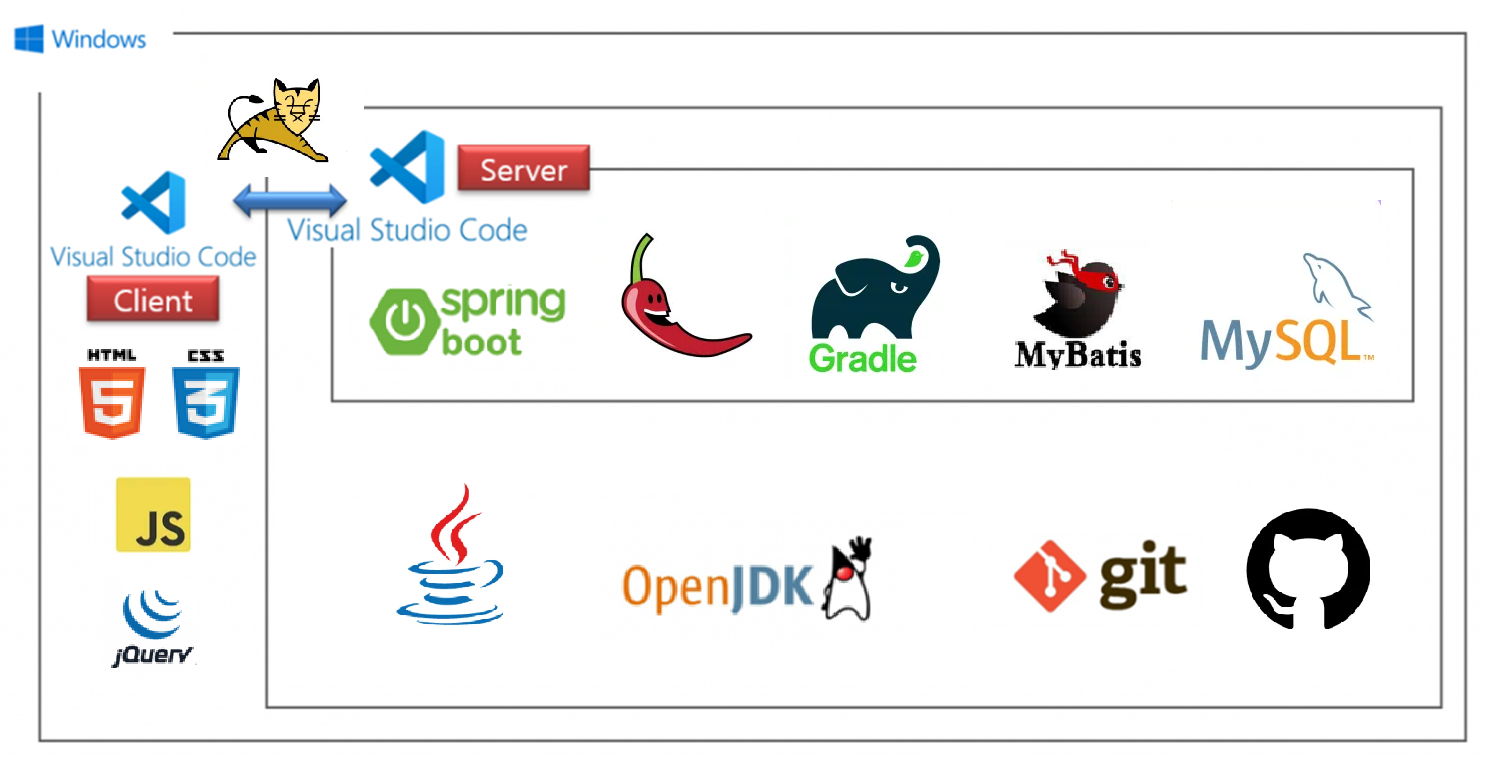 Windows
Visual Studio Code
Server
Visual Studio Code
Client
spring
boot
Gradle
MyBatis
MySQL™
HTML
CSS
5
3
JS
jQuery
OpenJDK
git